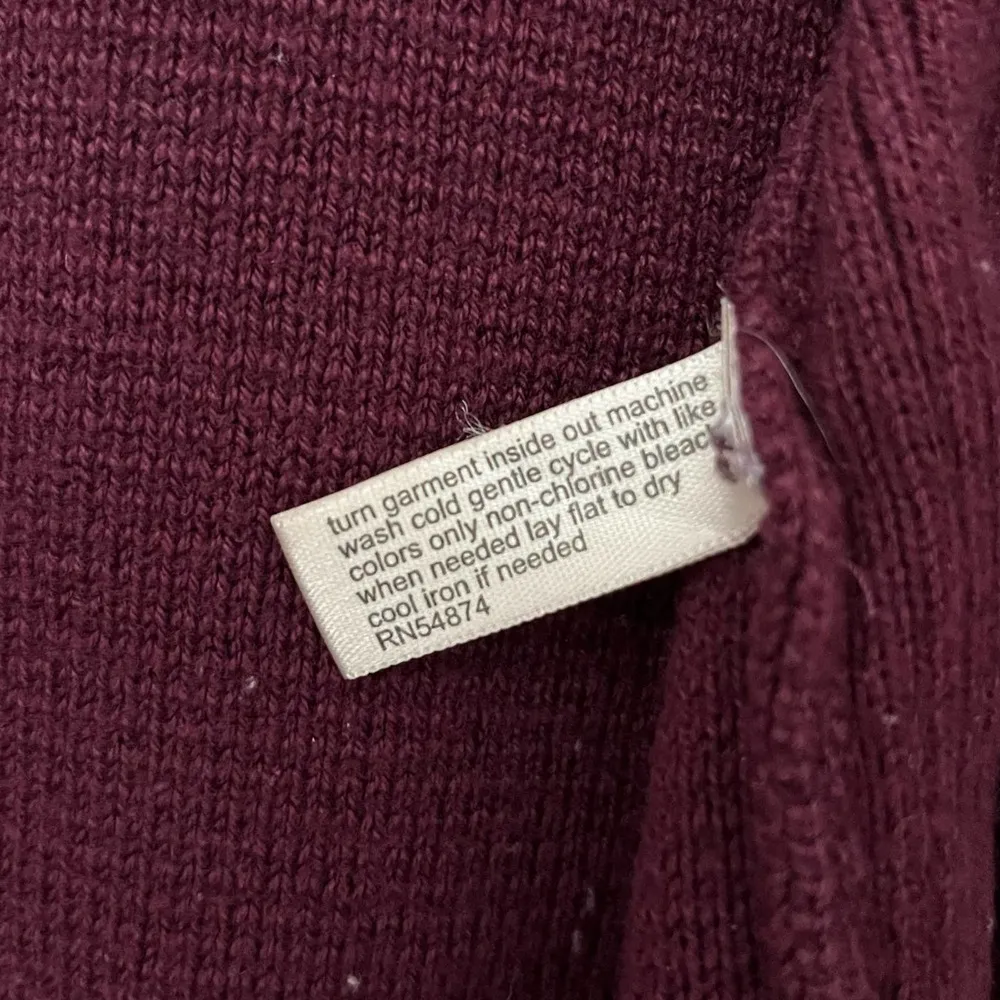 turn garment inside out machine
wash cold gentle cycle with like
colors only non-chlorine bleach
when needed lay flat to dry
cool iron if needed
RN54874